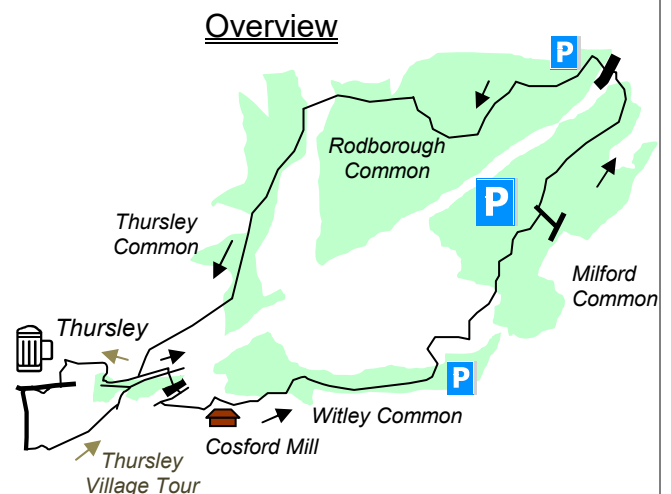 Overview
P
Rodborough
Common
P
Thursley
Common
Milford
Common
Thursley
P
Witley Common
Cosford Mill
Thursley
Village Tour